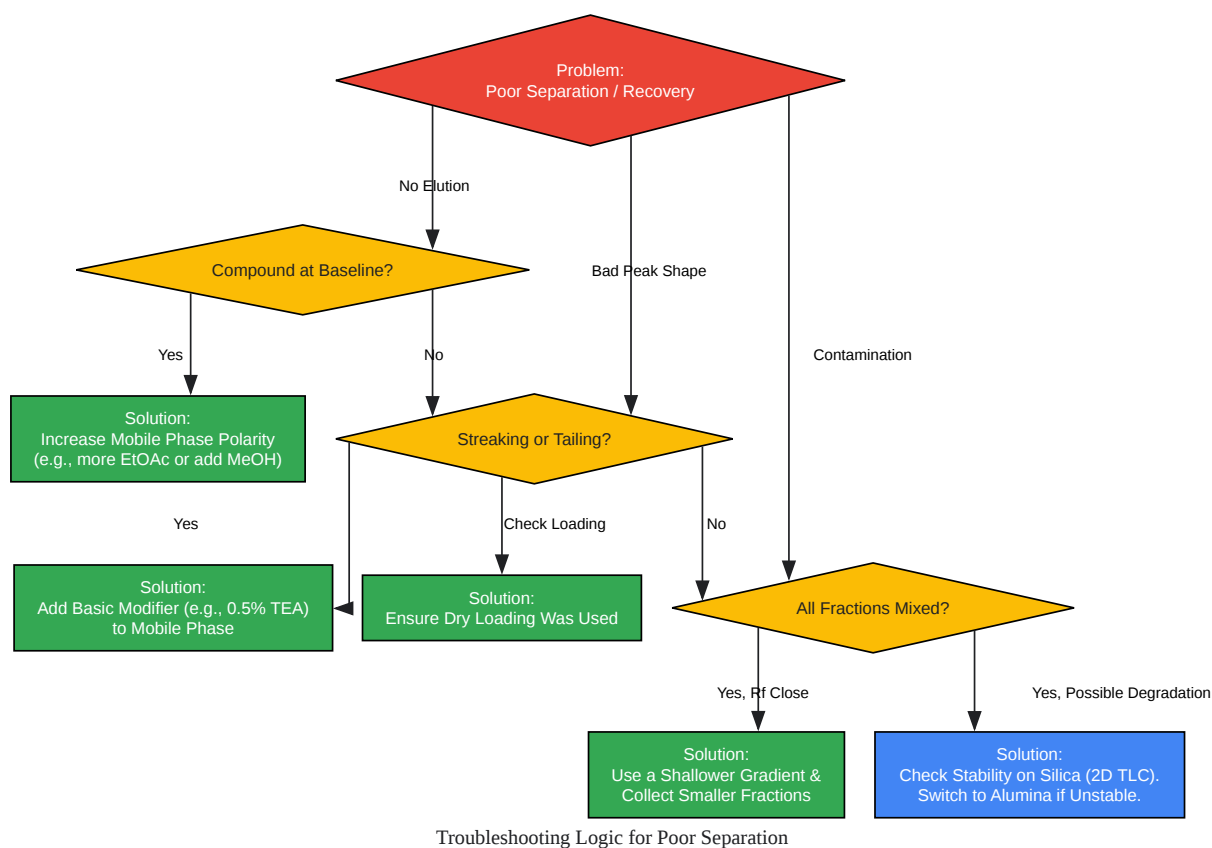 Problem:
Poor Separation / Recovery
No Elution
Compound at Baseline?
Bad Peak Shape
Yes
No
Contamination
Solution:
Increase Mobile Phase Polarity
(e.g., more EtOAc or add MeOH)
Streaking or Tailing?
Yes
Check Loading
No
Solution:
Add Basic Modifier (e.g., 0.5% TEA)
to Mobile Phase
Solution:
Ensure Dry Loading Was Used
All Fractions Mixed?
Yes, Rf Close
Yes, Possible Degradation
Solution:
Use a Shallower Gradient &
Collect Smaller Fractions
Solution:
Check Stability on Silica (2D TLC).
Switch to Alumina if Unstable.
Troubleshooting Logic for Poor Separation